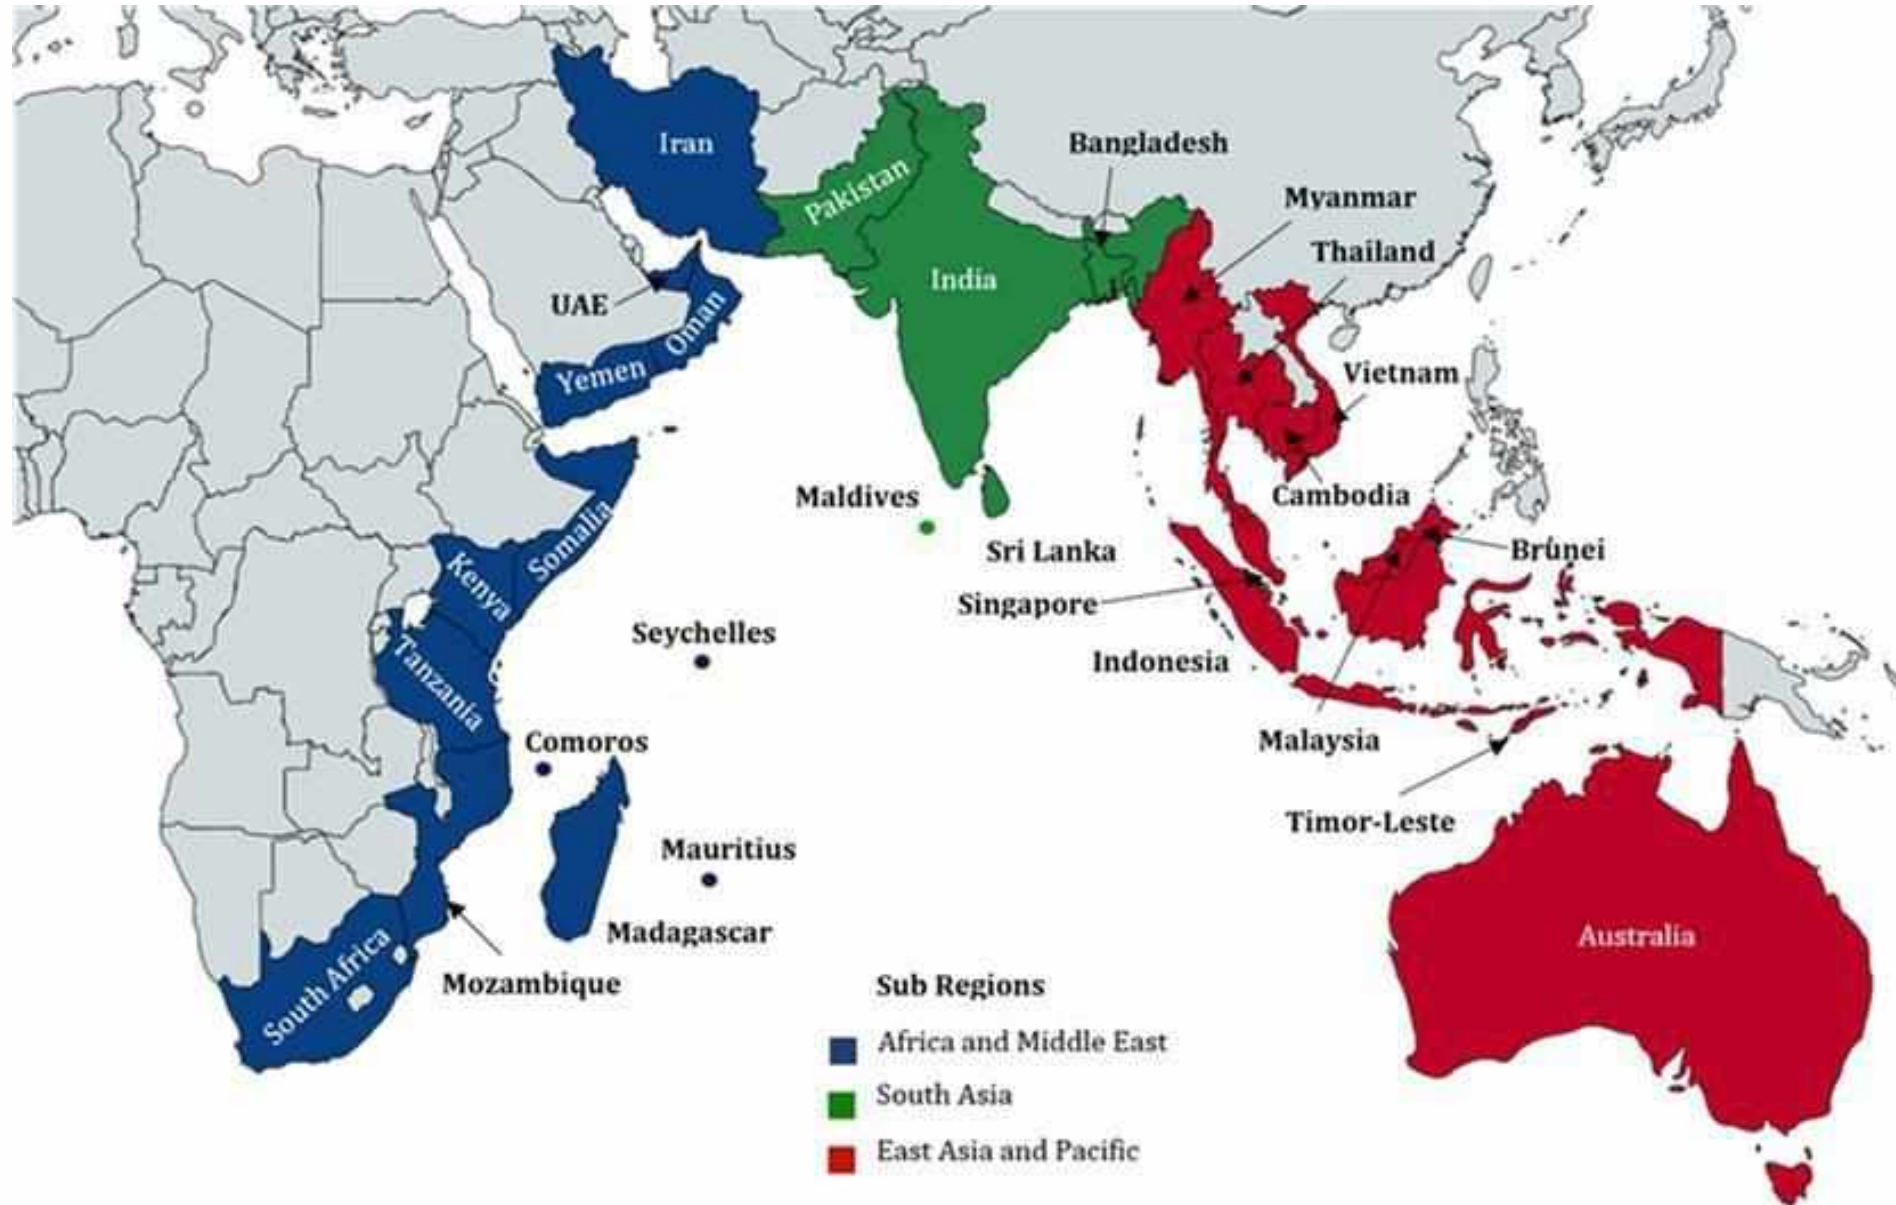 Iran
Pakistan
Bangladesh
Myanmar
Thailand
India
UAE
Oman
Yemen
Vietnam
Maldives
Cambodia
Somalia
Kenya
Sri Lanka
Brunei
Singapore
Seychelles
Tanzania
Indonesia
Comoros
Malaysia
Timor-Leste
Mauritius
Madagascar
Australia
South Africa
Mozambique
Sub Regions
Africa and Middle East
South Asia
East Asia and Pacific